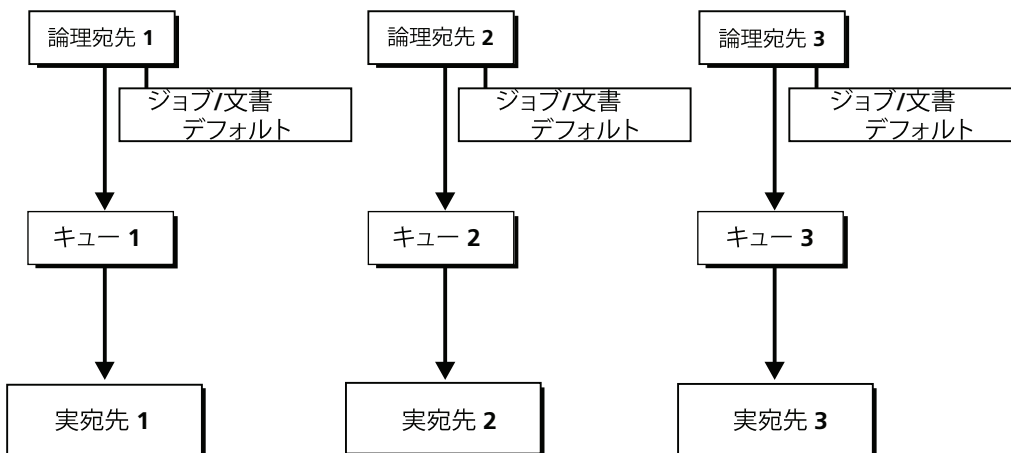 論理宛先 1
論理宛先 2
論理宛先 3
ジョブ/文書
デフォルト
ジョブ/文書
デフォルト
ジョブ/文書
デフォルト
キュー 1
キュー 2
キュー 3
実宛先 1
実宛先 2
実宛先 3